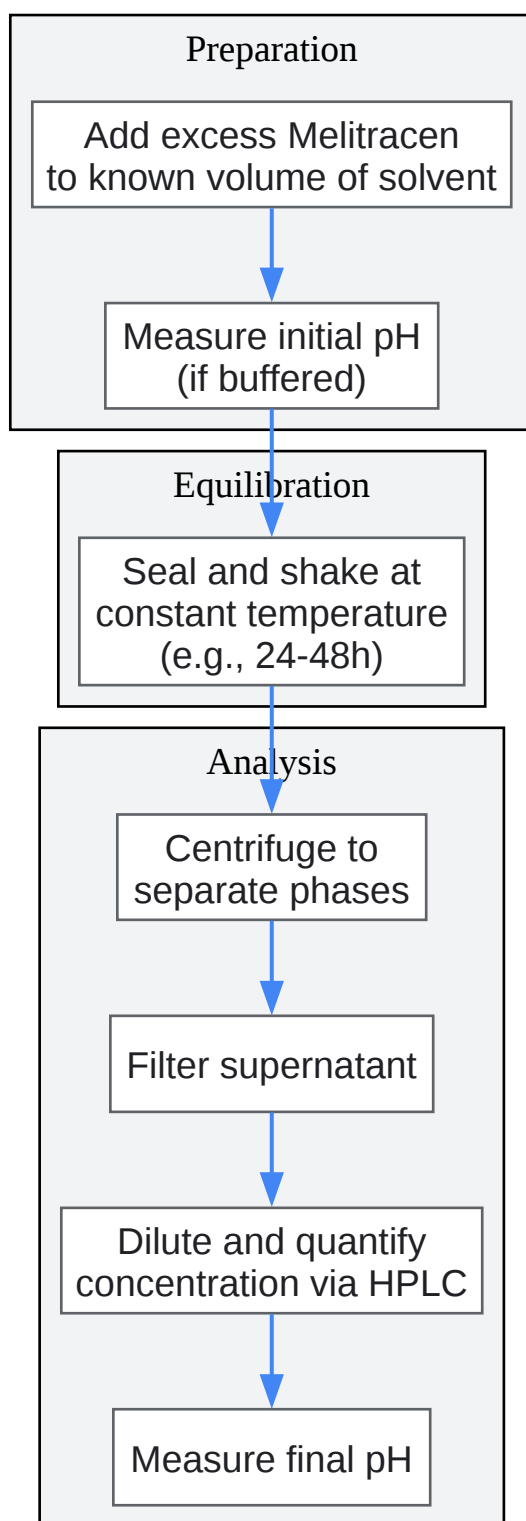 Preparation
Add excess Melitracen
to known volume of solvent
Measure initial pH
(if buffered)
Equilibration
Seal and shake at
constant temperature
(e.g., 24-48h)
Analysis
Centrifuge to
separate phases
Filter supernatant
Dilute and quantify
concentration via HPLC
Measure final pH